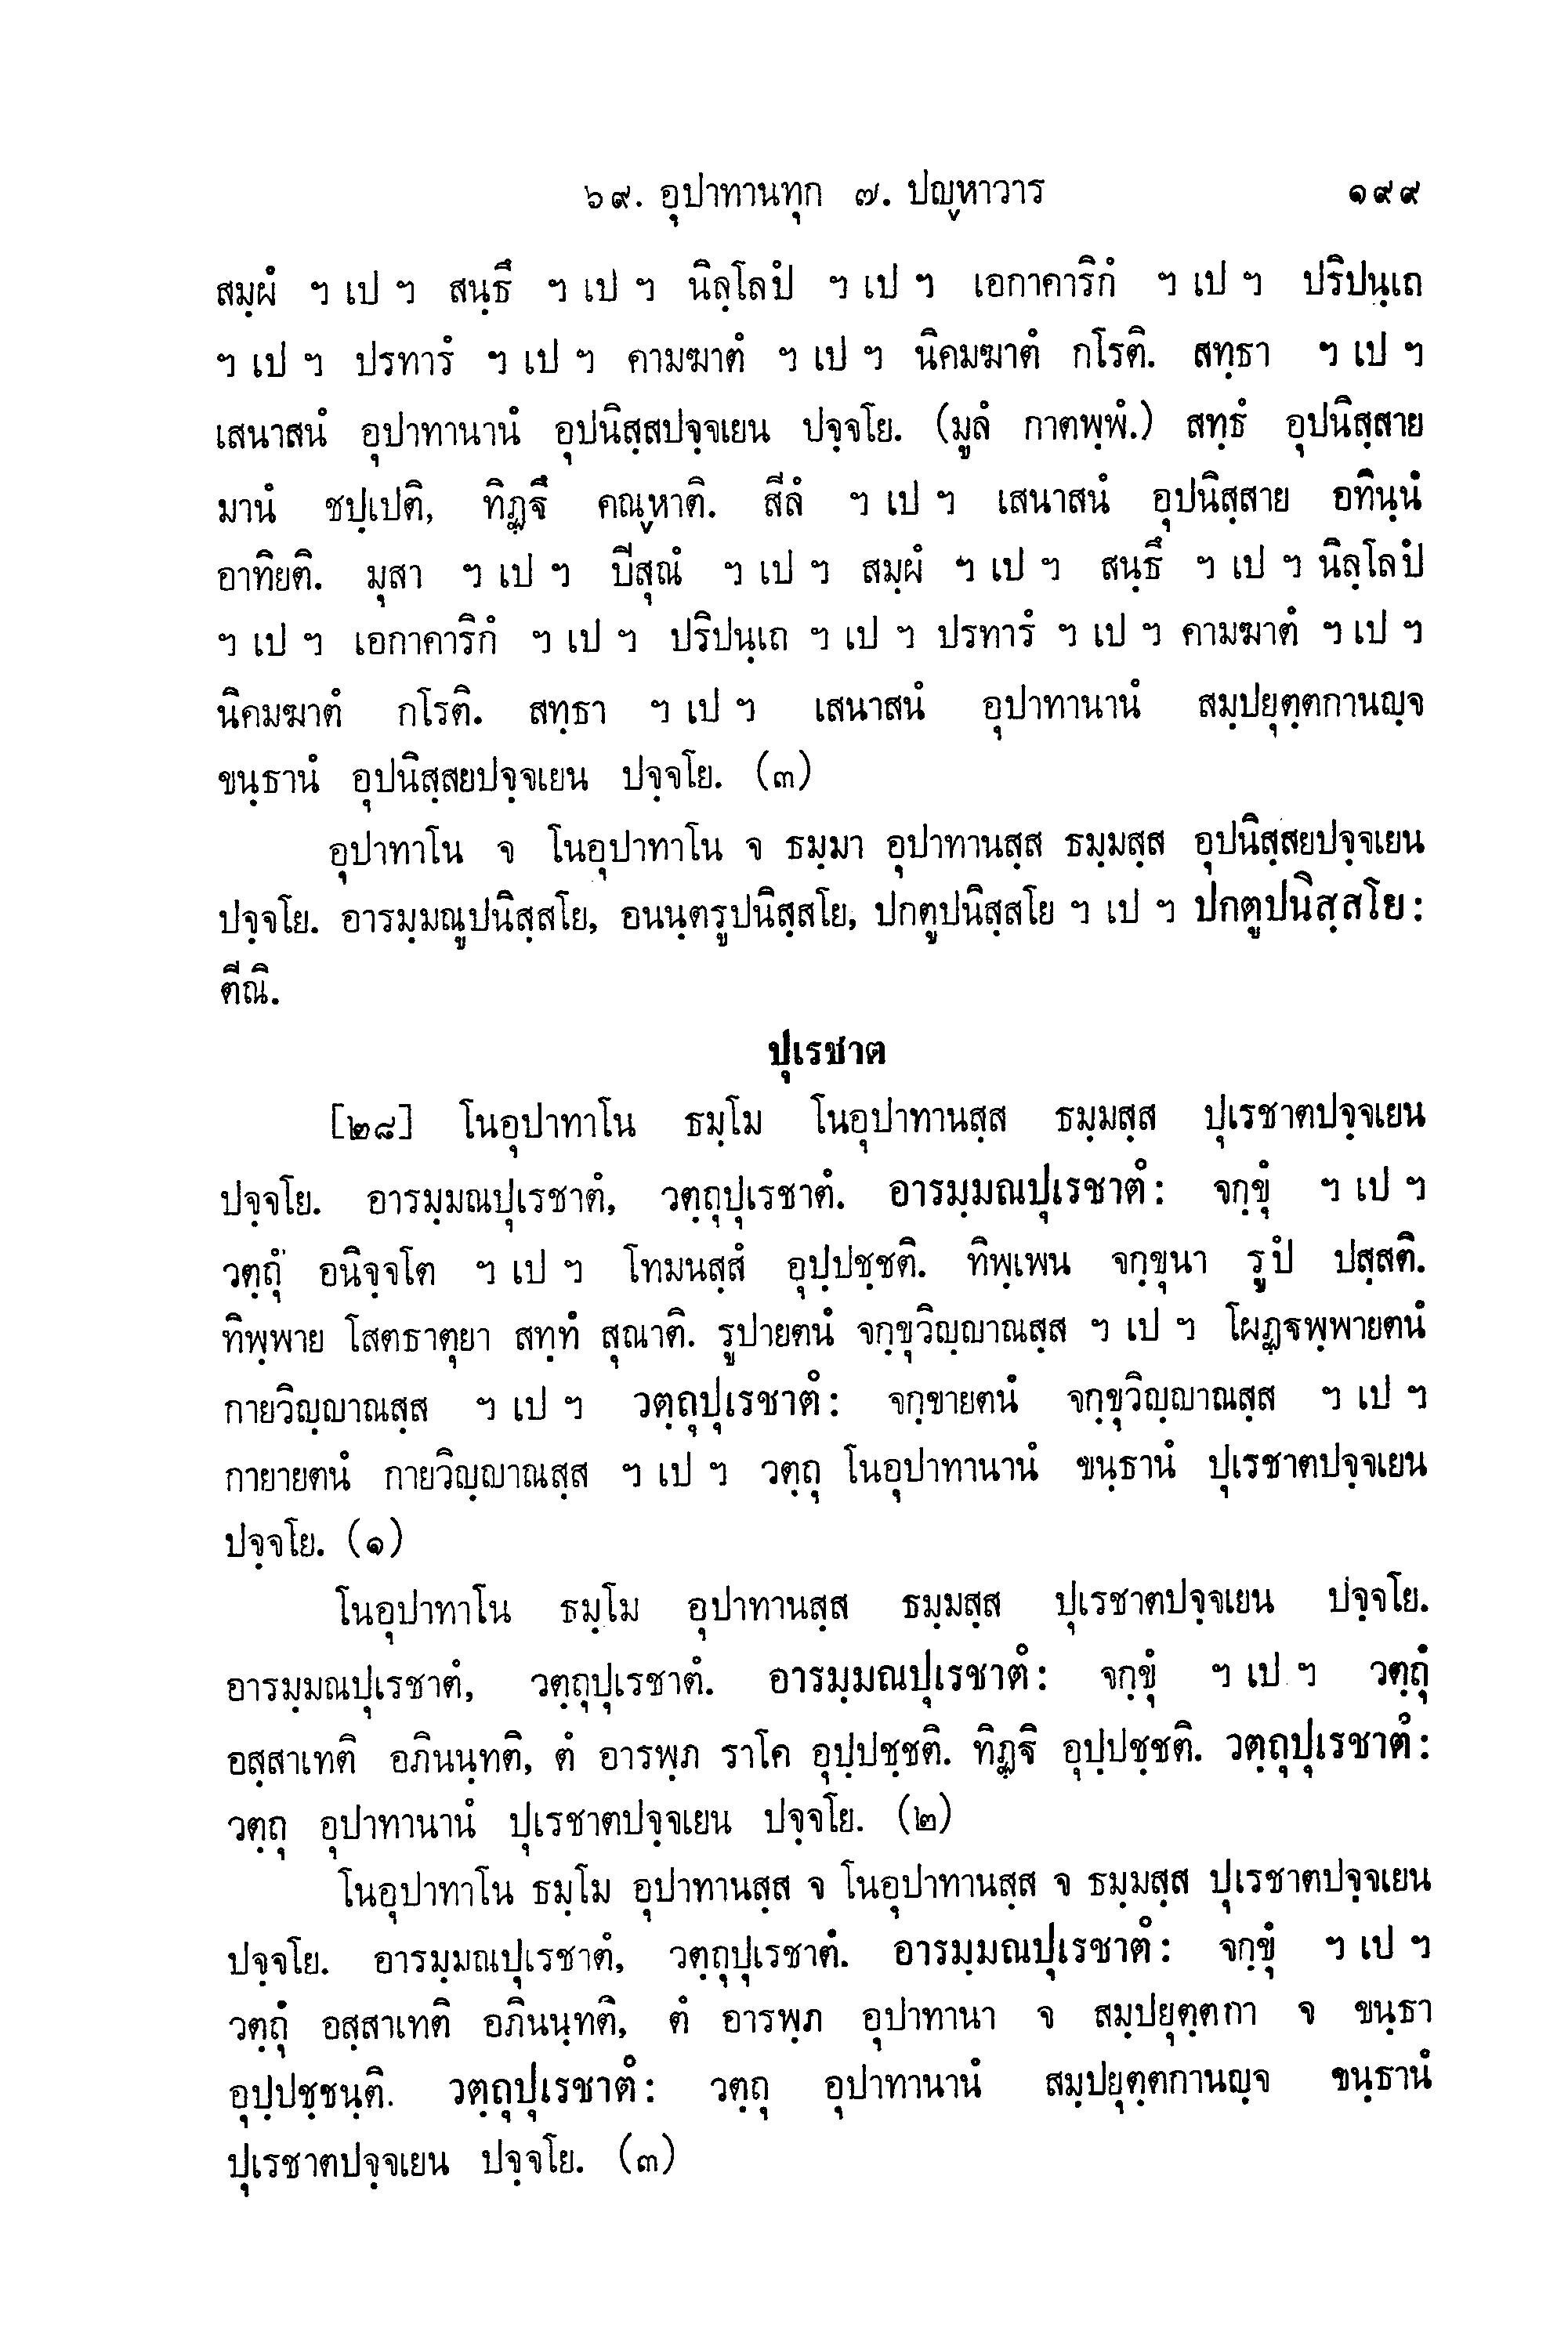 ๖๙. อุปาทานทุก ๗. ปญฺหาวาร ๑๙๙
สมฺผํ ฯ เป ฯ สนฺธึ ฯ เป ฯ นิลฺโลปํ ฯ เป ฯ เอกาคาริกํ ฯ เป ฯ ปริปนฺเถ
ฯ เป ฯ ปรทารํ ฯ เป ฯ คามฆาตํ ฯ เป ฯ นิคมฆาตํ กโรติ. สทฺธา ฯ เป ฯ
เสนาสนํ อุปาทานานํ อุปนิสฺสปจฺจเยน ปจฺจโย. (มูลํ กาตพฺพํ.) สทฺธํ อุปนิสฺสาย
มานํ ชปฺเปติ, ทิฏฺฐึ คณฺหาติ. สีลํ ฯ เป ฯ เสนาสนํ อุปนิสฺสาย อทินฺนํ
อาทิยติ. มุสา ฯ เป ฯ ปีสุณํ ฯ เป ฯ สมฺผํ ฯ เป ฯ สนฺธึ ฯ เป ฯ นิลฺโลปํ
ฯ เป ฯ เอกาคาริกํ ฯ เป ฯ ปริปนฺเถ ฯ เป ฯ ปรทารํ ฯ เป ฯ คามฆาตํ ฯ เป ฯ
นิคมฆาตํ กโรติ. สทฺธา ฯ เป ฯ เสนาสนํ อุปาทานานํ สมฺปยุตฺตกานญฺจ
ขนฺธานํ อุปนิสฺสยปจฺจเยน ปจฺจโย. (๓)
อุปาทาโน จ โนอุปาทาโน จ ธมฺมา อุปาทานสฺส ธมฺมสฺส อุปนิสฺสยปจฺจเยน
ปจฺจโย. อารมฺมณูปนิสฺสโย, อนนฺตรูปนิสฺสโย, ปกตูปนิสฺสโย ฯ เป ฯ ปกตูปนิสฺสโย:
ตีณิ.
ปุเรชาต
[๒๘] โนอุปาทาโน ธมฺโม โนอุปาทานสฺส ธมฺมสฺส ปุเรชาตปจฺจเยน
ปจฺจโย. อารมฺมณปุเรชาตํ, วตฺถุปุเรชาตํ. อารมฺมณปุเรชาตํ: จกฺขุํ ฯ เป ฯ
วตฺถุํ อนิจฺจโต ฯ เป ฯ โทมนสฺสํ อุปฺปชฺชติ. ทิพฺเพน จกฺขุนา รูปํ ปสฺสติ.
ทิพฺพาย โสตธาตุยา สทฺทํ สุณาติ. รูปายตนํ จกฺขุวิญฺญาณสฺส ฯ เป ฯ โผฏฺฐพฺพายตนํ
กายวิญฺญาณสฺส ฯ เป ฯ วตฺถุปุเรชาตํ: จกฺขายตนํ จกฺขุวิญฺญาณสฺส ฯ เป ฯ
กายายตนํ กายวิญฺญาณสฺส ฯ เป ฯ วตฺถุ โนอุปาทานานํ ขนฺธานํ ปุเรชาตปจฺจเยน
ปจฺจโย. (๑)
โนอุปาทาโน ธมฺโม อุปาทานสฺส ธมฺมสฺส ปุเรชาตปจฺจเยน ปจฺจโย.
อารมฺมณปุเรชาตํ, วตฺถุปุเรชาตํ. อารมฺมณปุเรชาตํ: จกฺขุํ ฯ เป ฯ วตฺถุํ
อสฺสาเทติ อภินนฺทติ, ตํ อารพฺภ ราโค อุปฺปชฺชติ. ทิฏฺฐิ อุปฺปชฺชติ. วตฺถุปุเรชาตํ:
วตฺถุ อุปาทานานํ ปุเรชาตปจฺจเยน ปจฺจโย. (๒)
โนอุปาทาโน ธมฺโม อุปาทานสฺส จ โนอุปาทานสฺส จ ธมฺมสฺส ปุเรชาตปจฺจเยน
ปจฺจโย. อารมฺมณปุเรชาตํ, วตฺถุปุเรชาตํ. อารมฺมณปุเรชาตํ: จกฺขุํ ฯ เป ฯ
วตฺถุํ อสฺสาเทติ อภินนฺทติ, ตํ อารพฺภ อุปาทานา จ สมฺปยุตฺตกา จ ขนฺธา
อุปฺปชฺชนฺติ. วตฺถุปุเรชาตํ: วตฺถุ อุปาทานานํ สมฺปยุตฺตกานญฺจ ขนฺธานํ
ปุเรชาตปจฺจเยน ปจฺจโย. (๓)